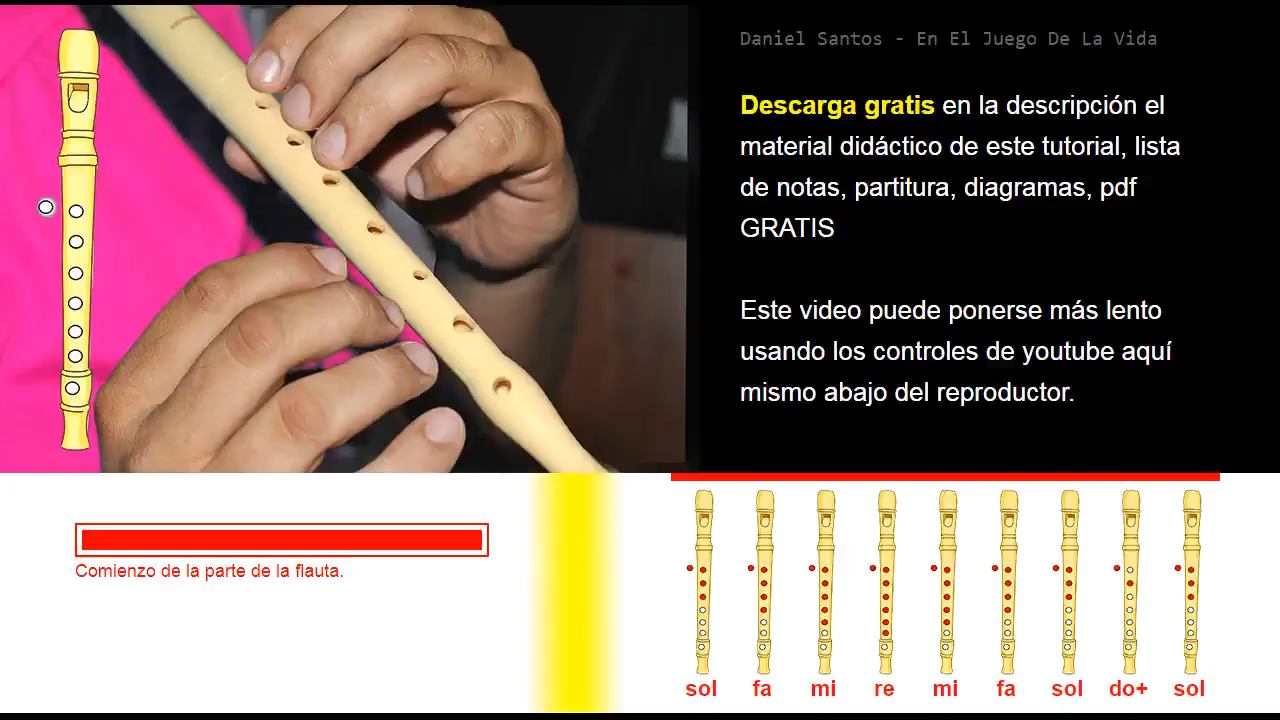 Daniel Santos - En El Juego De La Vida
Descarga gratis en la descripción el
material didáctico de este tutorial, lista
de notas, partitura, diagramas, pdf
GRATIS
Este video puede ponerse más lento
usando los controles de youtube aquí
mismo abajo del reproductor.
Comienzo de la parte de la flauta.
sol fa mi re mi fa sol do+ sol